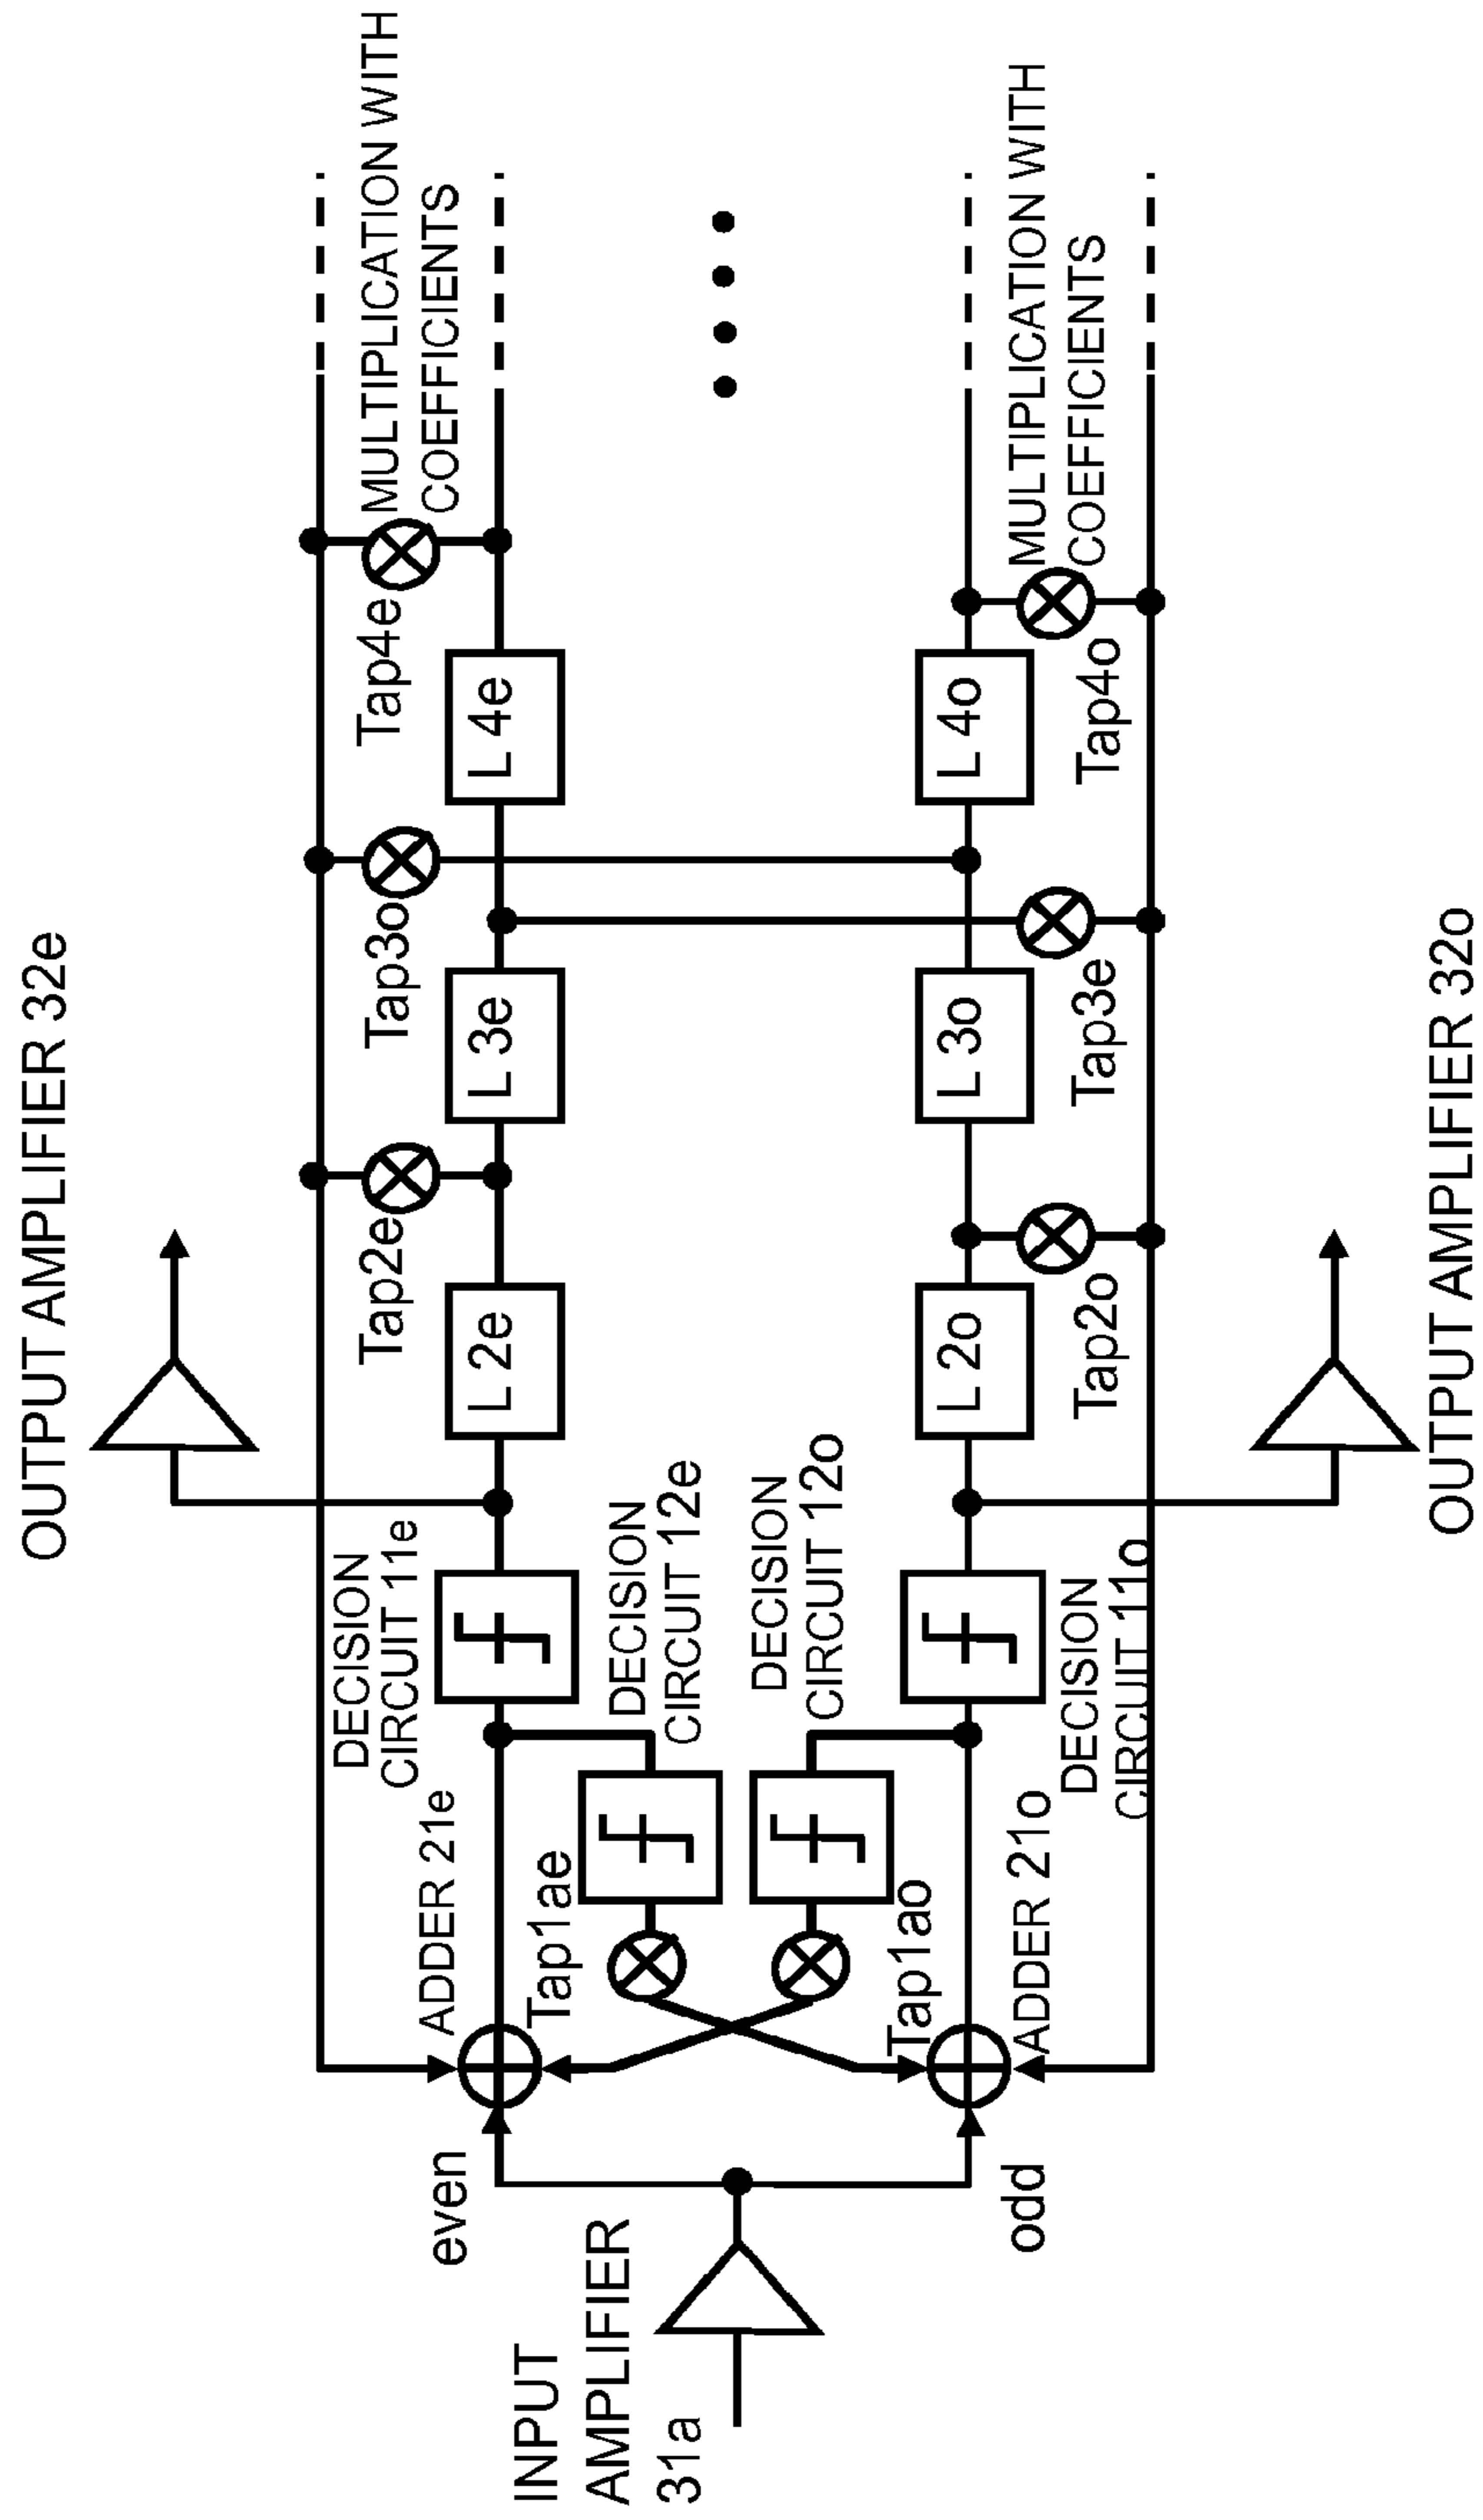 OUTPUT AMPLIFIER 32e
MULTIPLICATION WITH
COEFFICIENTS
Tap2e
Tap3o
Tap4e
DECISION
CIRCUIT 11e
ADDER 21e
even
L 2e
L 3e
L 4e
INPUT
AMPLIFIER
31a
Tap1ae
DECISION
CIRCUIT 12e
DECISION
CIRCUIT 12o
Tap1ao
L 2o
L 3o
L 4o
odd
ADDER 21o
DECISION
CIRCUIT 11o
Tap2o
Tap3e
Tap4o
MULTIPLICATION WITH
COEFFICIENTS
OUTPUT AMPLIFIER 32o